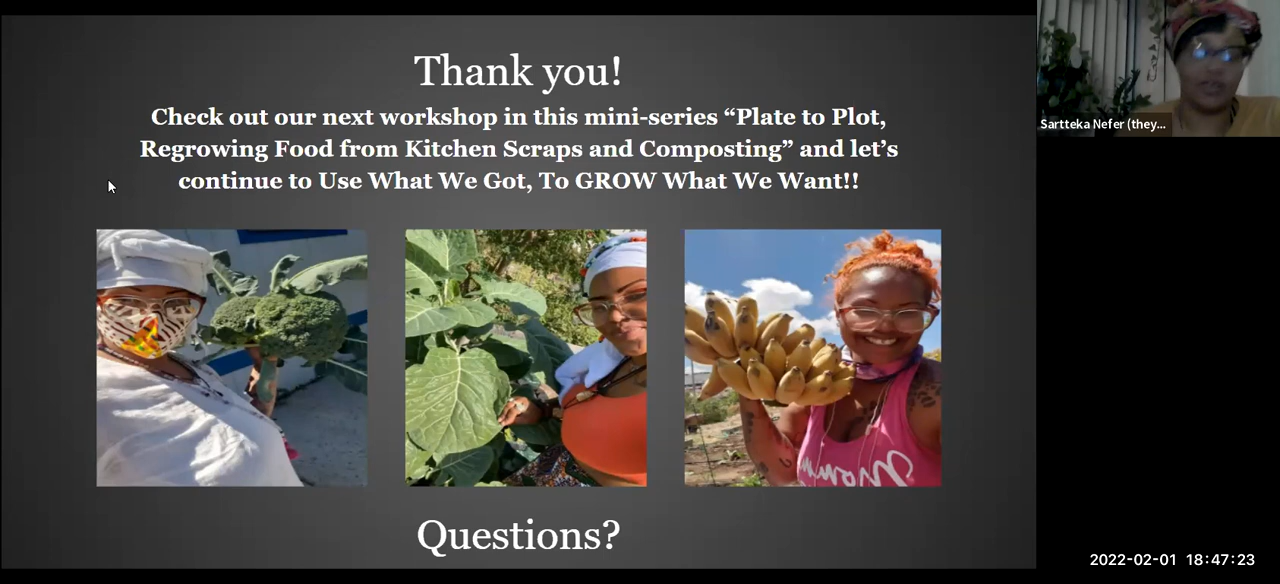 Thank you!
Check out our next workshop in this mini-series “Plate to Plot,
Regrowing Food from Kitchen Scraps and Composting” and let’s
continue to Use What We Got, To GROW What We Want!!
Questions?
Sartteka Nefer (they...
2022-02-01 18:47:23